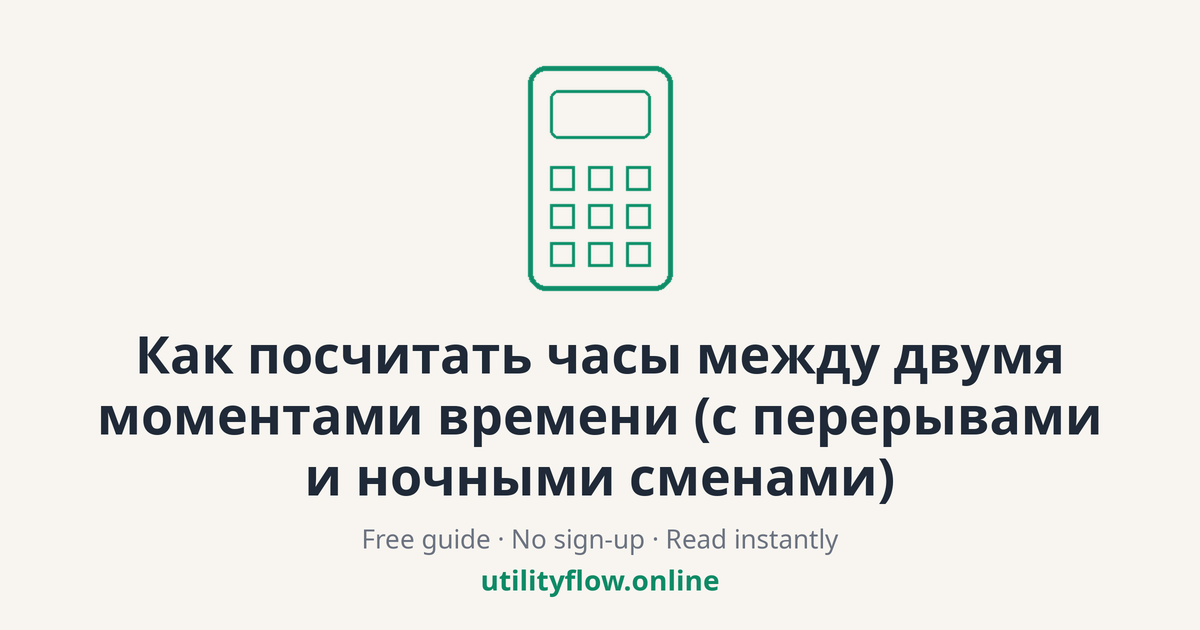 Как посчитать часы между двумя
моментами времени (с перерывами
и ночными сменами)
Free guide · No sign-up · Read instantly
utilityflow.online